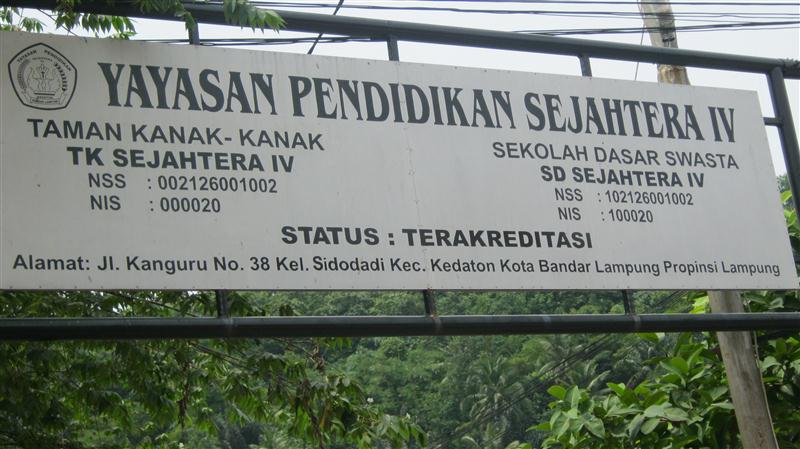 YAYASAN PENDIDIKAN SEJAHTERA IV
TAMAN KANAK- KANAK
TK SEJAHTERA IV
NSS : 002126001002
NIS : 000020
SEKOLAH DASAR SWASTA
SD SEJAHTERA IV
NSS : 102126001002
NIS : 100020
STATUS : TERAKREDITASI
Alamat: Jl. Kanguru No. 38 Kel. Sidodadi Kec. Kedaton Kota Bandar Lampung Propinsi Lampung